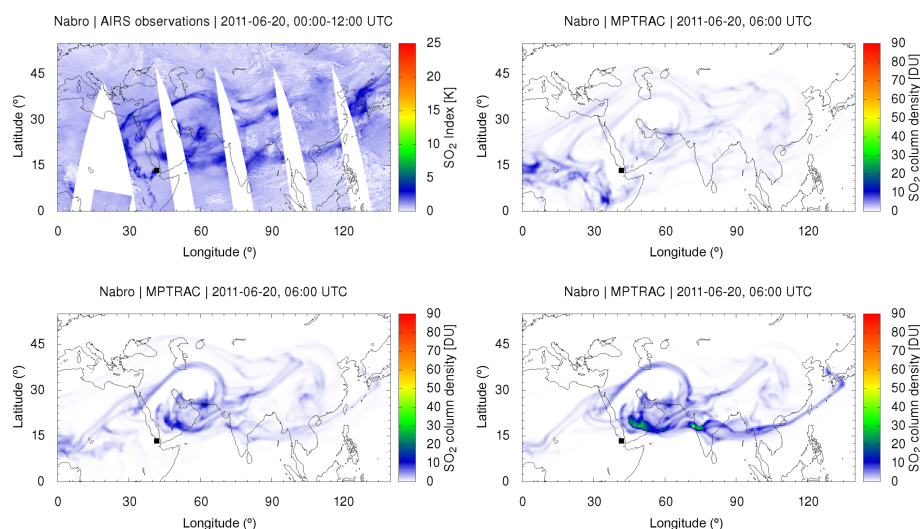 Nabro | AIRS observations | 2011-06-20, 00:00-12:00 UTC
Latitude (º)
45
30
15
0
0 30 60 90 120
Longitude (º)
25
20
15
10
5
0
SO2 Index [K]
Nabro | MPTRAC | 2011-06-20, 06:00 UTC
Latitude (º)
45
30
15
0
0 30 60 90 120
Longitude (º)
90
80
70
60
50
40
30
20
10
0
SO2 column density [DU]
Nabro | MPTRAC | 2011-06-20, 06:00 UTC
Latitude (º)
45
30
15
0
0 30 60 90 120
Longitude (º)
90
80
70
60
50
40
30
20
10
0
SO2 column density [DU]
Nabro | MPTRAC | 2011-06-20, 06:00 UTC
Latitude (º)
45
30
15
0
0 30 60 90 120
Longitude (º)
90
80
70
60
50
40
30
20
10
0
SO2 column density [DU]